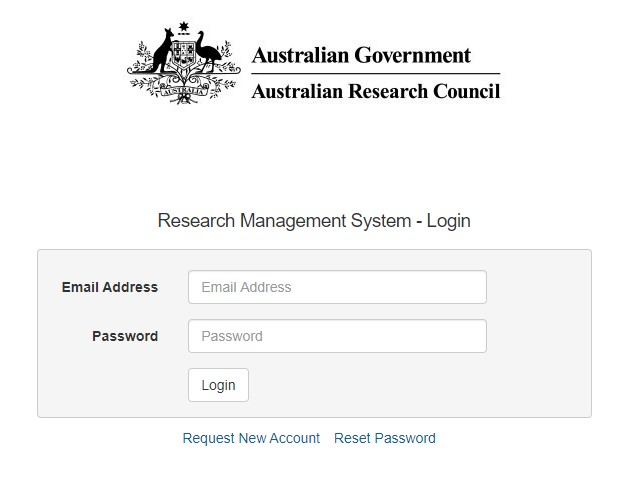 Australian Government
Australian Research Council
AUSTRALIA
Research Management System - Login
Email Address Email Address
Password Password
Login
Request New Account Reset Password